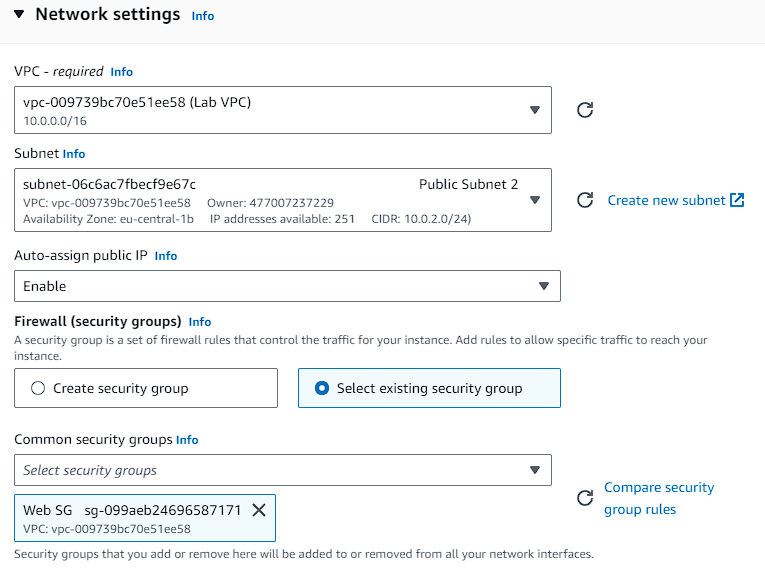 Network settings Info
VPC - required Info
vpc-009739bc70e51ee58 (Lab VPC)
10.0.0.0/16
Subnet Info
subnet-06c6ac7fbecf9e67c Public Subnet 2
VPC: vpc-009739bc70e51ee58 Owner: 477007237229
Availability Zone: eu-central-1b IP addresses available: 251 CIDR: 10.0.2.0/24)
Create new subnet
Auto-assign public IP Info
Enable
Firewall (security groups) Info
A security group is a set of firewall rules that control the traffic for your instance. Add rules to allow specific traffic to reach your
instance.
Create security group
Select existing security group
Common security groups Info
Select security groups
Web SG sg-099aeb24696587171
VPC: vpc-009739bc70e51ee58
Compare security
group rules
Security groups that you add or remove here will be added to or removed from all your network interfaces.